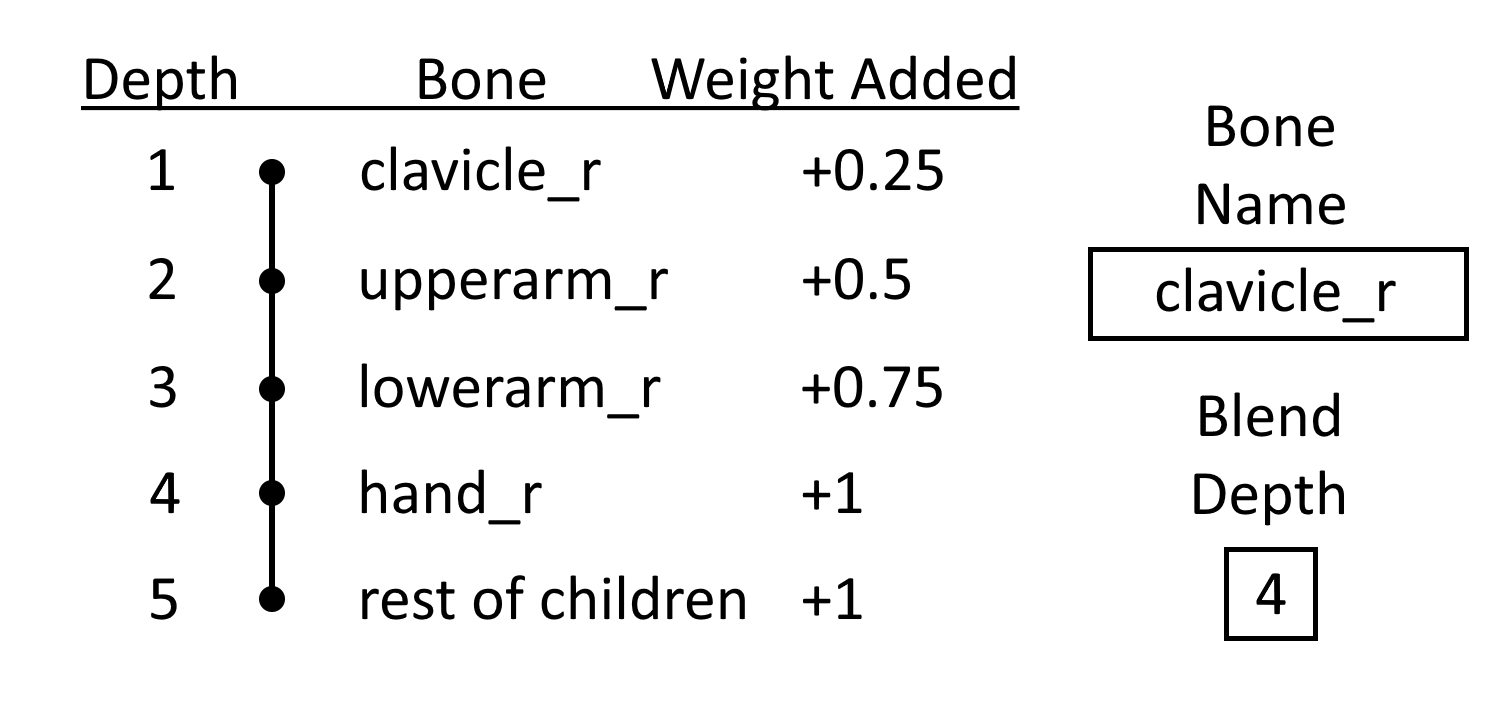 Depth Bone Weight Added
1 clavicle_r +0.25
2 upperarm_r +0.5
3 lowerarm_r +0.75
4 hand_r +1
5 rest of children +1
Bone
Name
clavicle_r
Blend
Depth
4